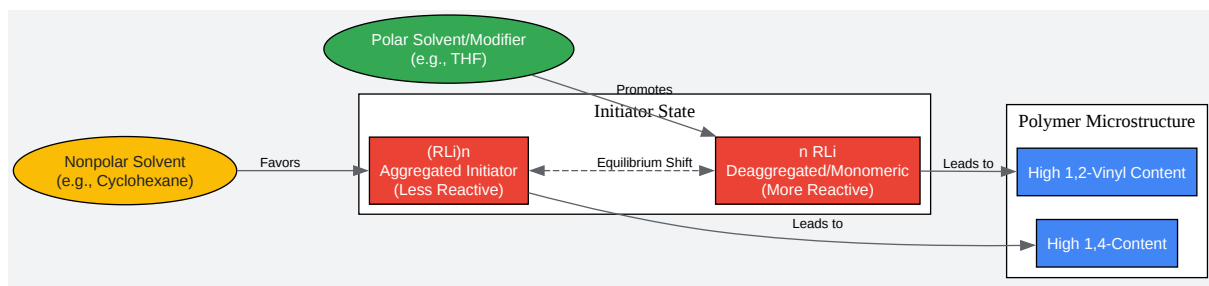 Polar Solvent/Modifier
(e.g., THF)
Promotes
Initiator State
Polymer Microstructure
Nonpolar Solvent
(e.g., Cyclohexane)
Favors
(RLi)n
Aggregated Initiator
(Less Reactive)
Equilibrium Shift
n RLi
Deaggregated/Monomeric
(More Reactive)
Leads to
High 1,2-Vinyl Content
Leads to
High 1,4-Content